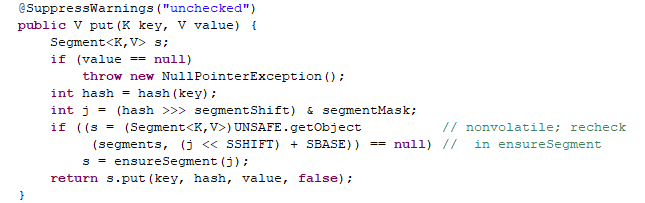 @SuppressWarnings("unchecked")
public V put(K key, V value) {
    Segment<K,V> s;
    if (value == null)
        throw new NullPointerException();
    int hash = hash(key);
    int j = (hash >>> segmentShift) & segmentMask;
    if ((s = (Segment<K,V>)UNSAFE.getObject          // nonvolatile; recheck
         (segments, (j << SSHIFT) + SBASE)) == null) //  in ensureSegment
        s = ensureSegment(j);
    return s.put(key, hash, value, false);
}